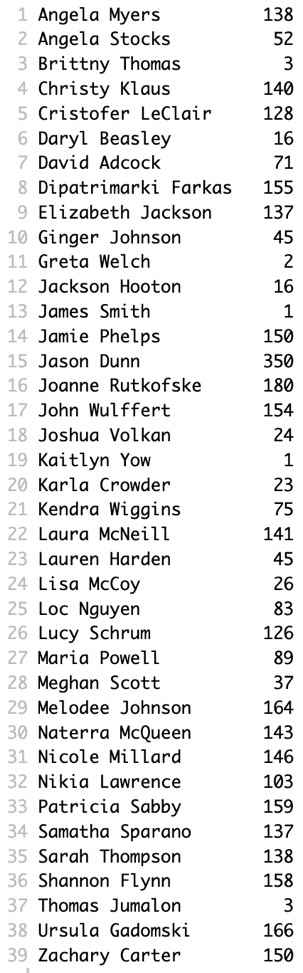 1 Angela Myers 138
2 Angela Stocks 52
3 Brittny Thomas 3
4 Christy Klaus 140
5 Cristofer LeClair 128
6 Daryl Beasley 16
7 David Adcock 71
8 Dipatrimarki Farkas 155
9 Elizabeth Jackson 137
10 Ginger Johnson 45
11 Greta Welch 2
12 Jackson Hooton 16
13 James Smith 1
14 Jamie Phelps 150
15 Jason Dunn 350
16 Joanne Rutkofske 180
17 John Wulffert 154
18 Joshua Volkan 24
19 Kaitlyn Yow 1
20 Karla Crowder 23
21 Kendra Wiggins 75
22 Laura McNeill 141
23 Lauren Harden 45
24 Lisa McCoy 26
25 Loc Nguyen 83
26 Lucy Schrum 126
27 Maria Powell 89
28 Meghan Scott 37
29 Melodee Johnson 164
30 Naterra McQueen 143
31 Nicole Millard 146
32 Nikia Lawrence 103
33 Patricia Sabby 159
34 Samatha Sparano 137
35 Sarah Thompson 138
36 Shannon Flynn 158
37 Thomas Jumalon 3
38 Ursula Gadomski 166
39 Zachary Carter 150